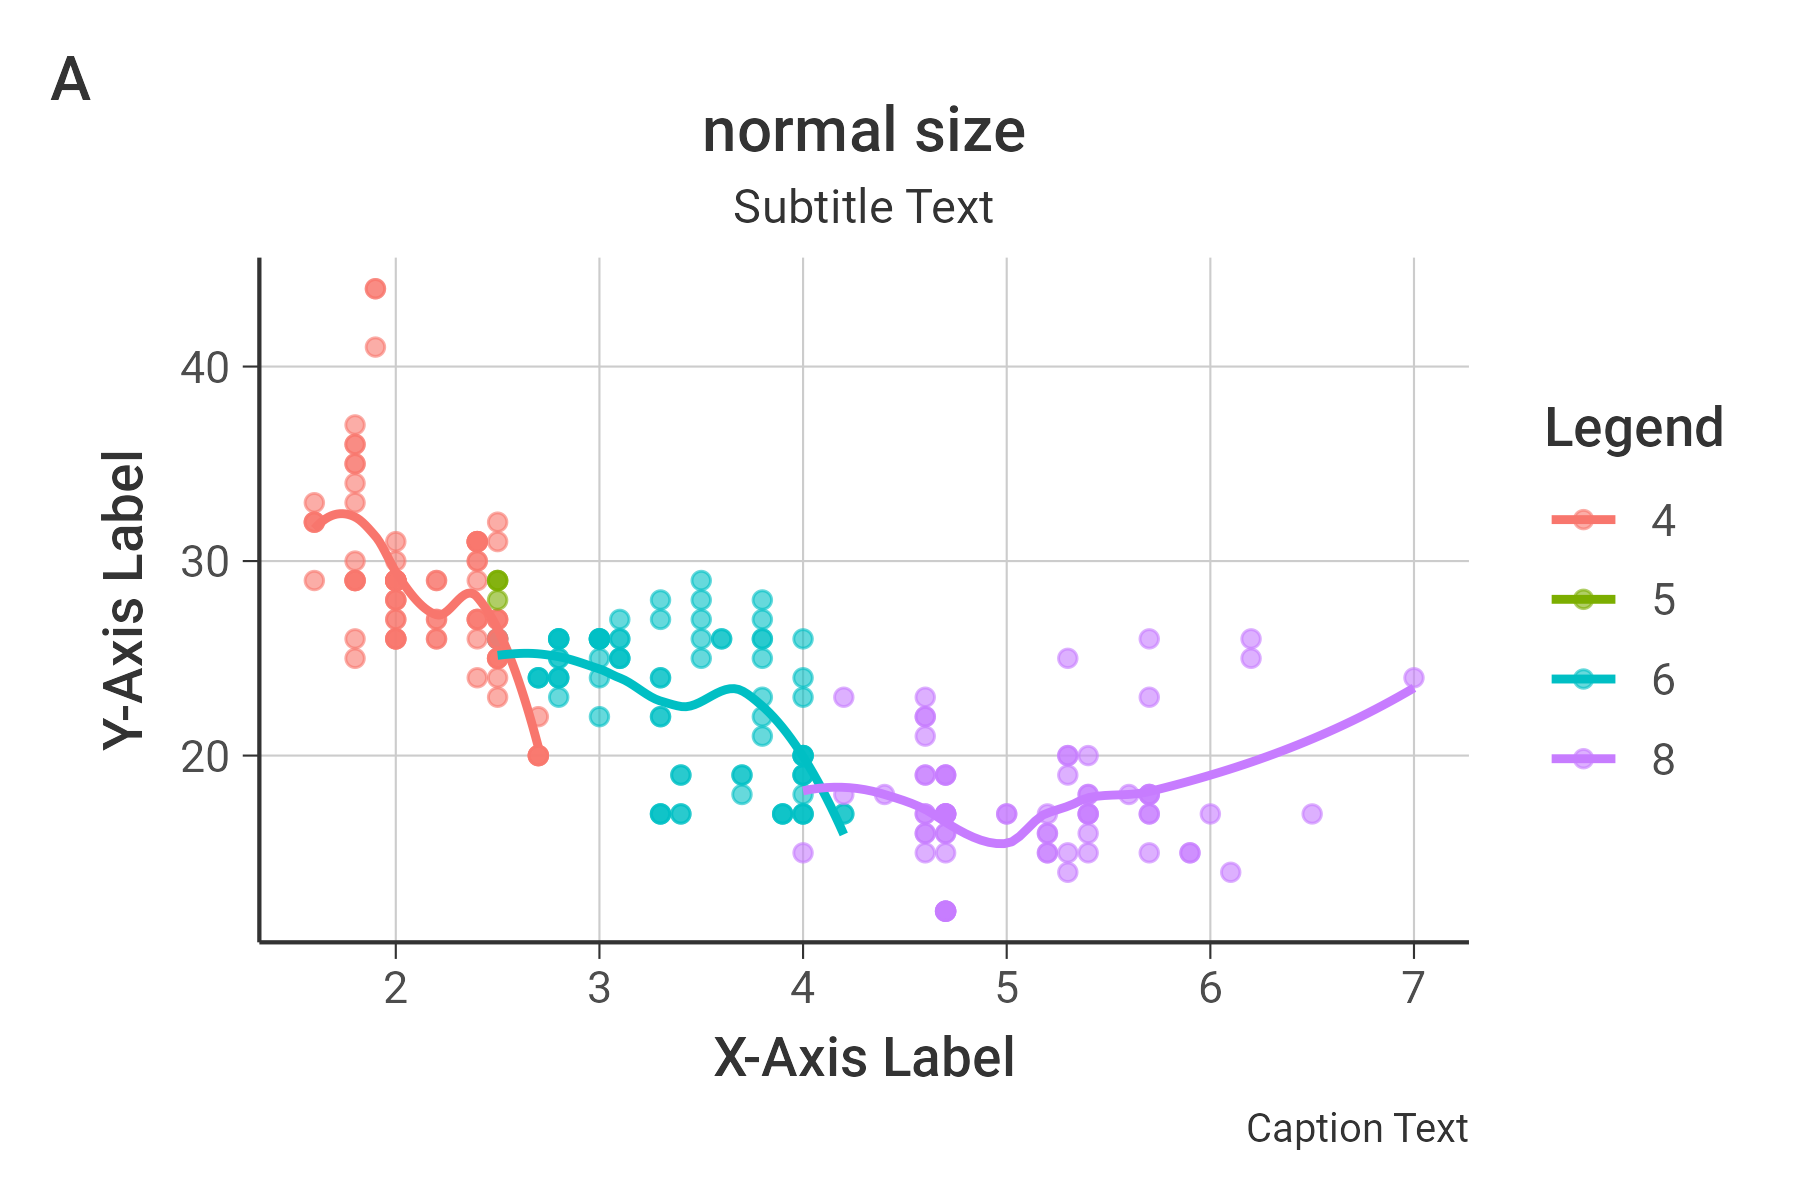 A
normal size
Subtitle Text
Y-Axis Label
40
30
20
2 3 4 5 6 7
X-Axis Label
Legend
4
5
6
8
Caption Text